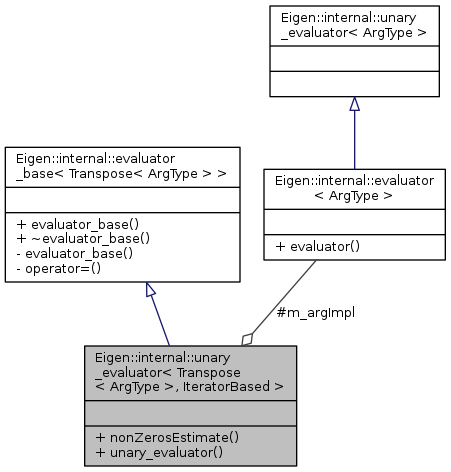 Eigen::internal::unary
_evaluator< ArgType >
Eigen::internal::evaluator
_base< Transpose< ArgType > >
+ evaluator_base()
+ ~evaluator_base()
- evaluator_base()
- operator=()
Eigen::internal::evaluator
< ArgType >
+ evaluator()
#m_argImpl
Eigen::internal::unary
_evaluator< Transpose
< ArgType >, IteratorBased >
+ nonZerosEstimate()
+ unary_evaluator()